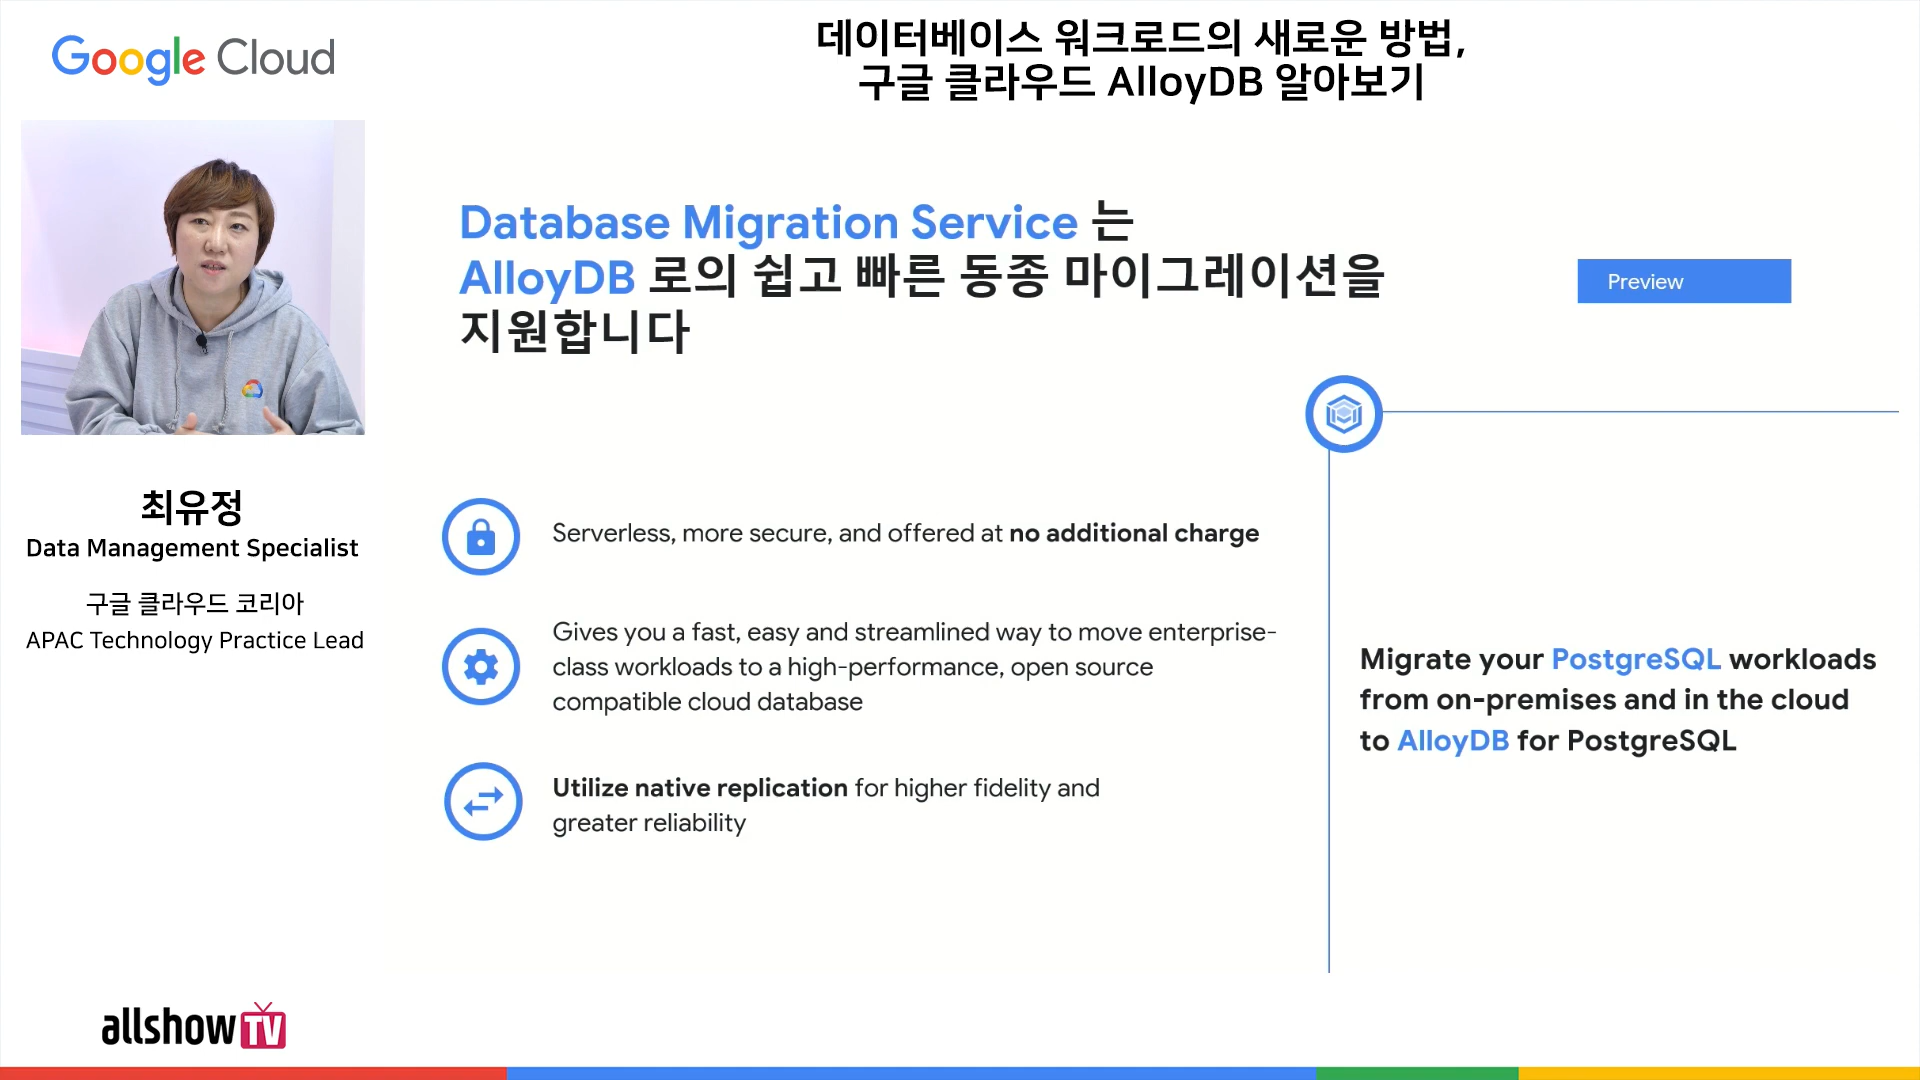 Google Cloud
데이터베이스 워크로드의 새로운 방법,
구글 클라우드 AlloyDB 알아보기
최유정
Data Management Specialist
구글 클라우드 코리아
APAC Technology Practice Lead
allshow TV
Database Migration Service 는
AlloyDB 로의 쉽고 빠른 동종 마이그레이션을
지원합니다
Preview
Serverless, more secure, and offered at no additional charge
Gives you a fast, easy and streamlined way to move enterprise-
class workloads to a high-performance, open source
compatible cloud database
Utilize native replication for higher fidelity and
greater reliability
Migrate your PostgreSQL workloads
from on-premises and in the cloud
to AlloyDB for PostgreSQL